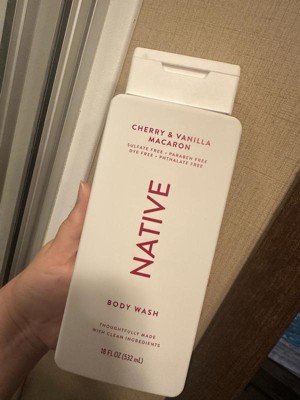 CHERRY & VANILLA
MACARON
SULFATE FREE • PARABEN FREE
DYE FREE • PHTHALATE FREE
NATIVE
BODY WASH
THOUGHTFULLY MADE
WITH CLEAN INGREDIENTS
18 FL OZ (532 mL)